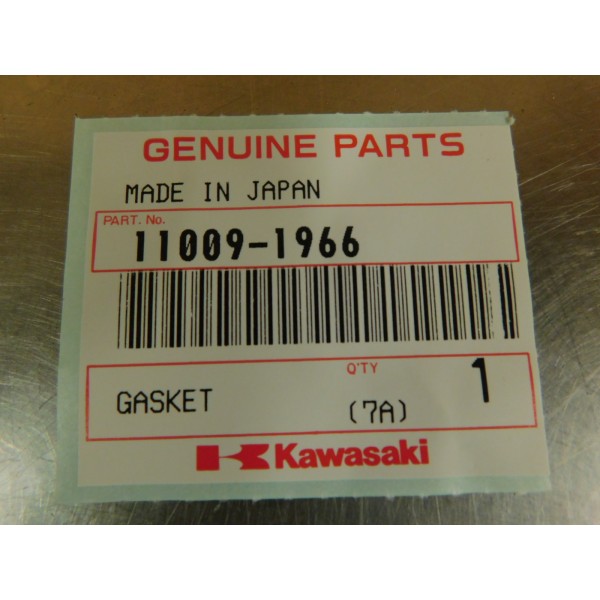 GENUINE PARTS
MADE IN JAPAN
PART. No.
11009-1966
Q'TY
GASKET (7A) 1
Kawasaki